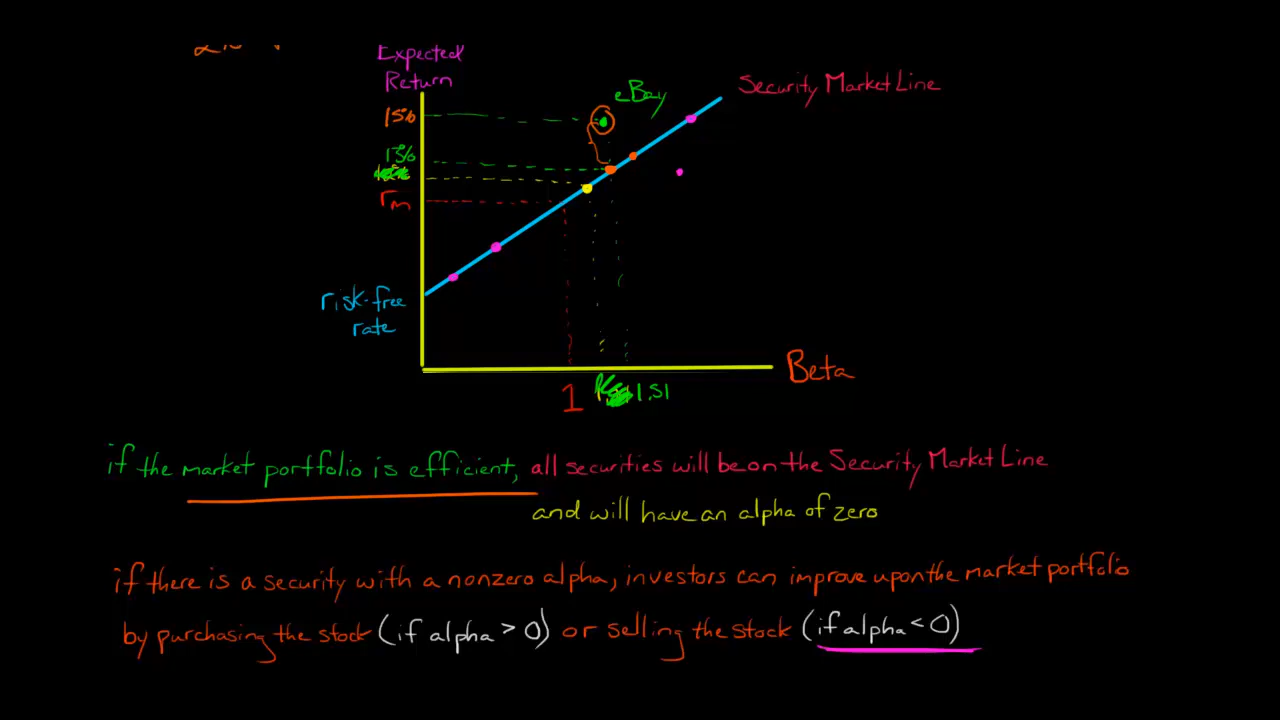 Expected
Return
eBay
Security Market Line
15%
13%
rm
risk-free
rate
Beta
1
1.51
if the market portfolio is efficient, all securities will be on the Security Market Line
and will have an alpha of zero
if there is a security with a nonzero alpha, investors can improve upon the market portfolio
by purchasing the stock (if alpha > 0) or selling the stock (if alpha < 0)